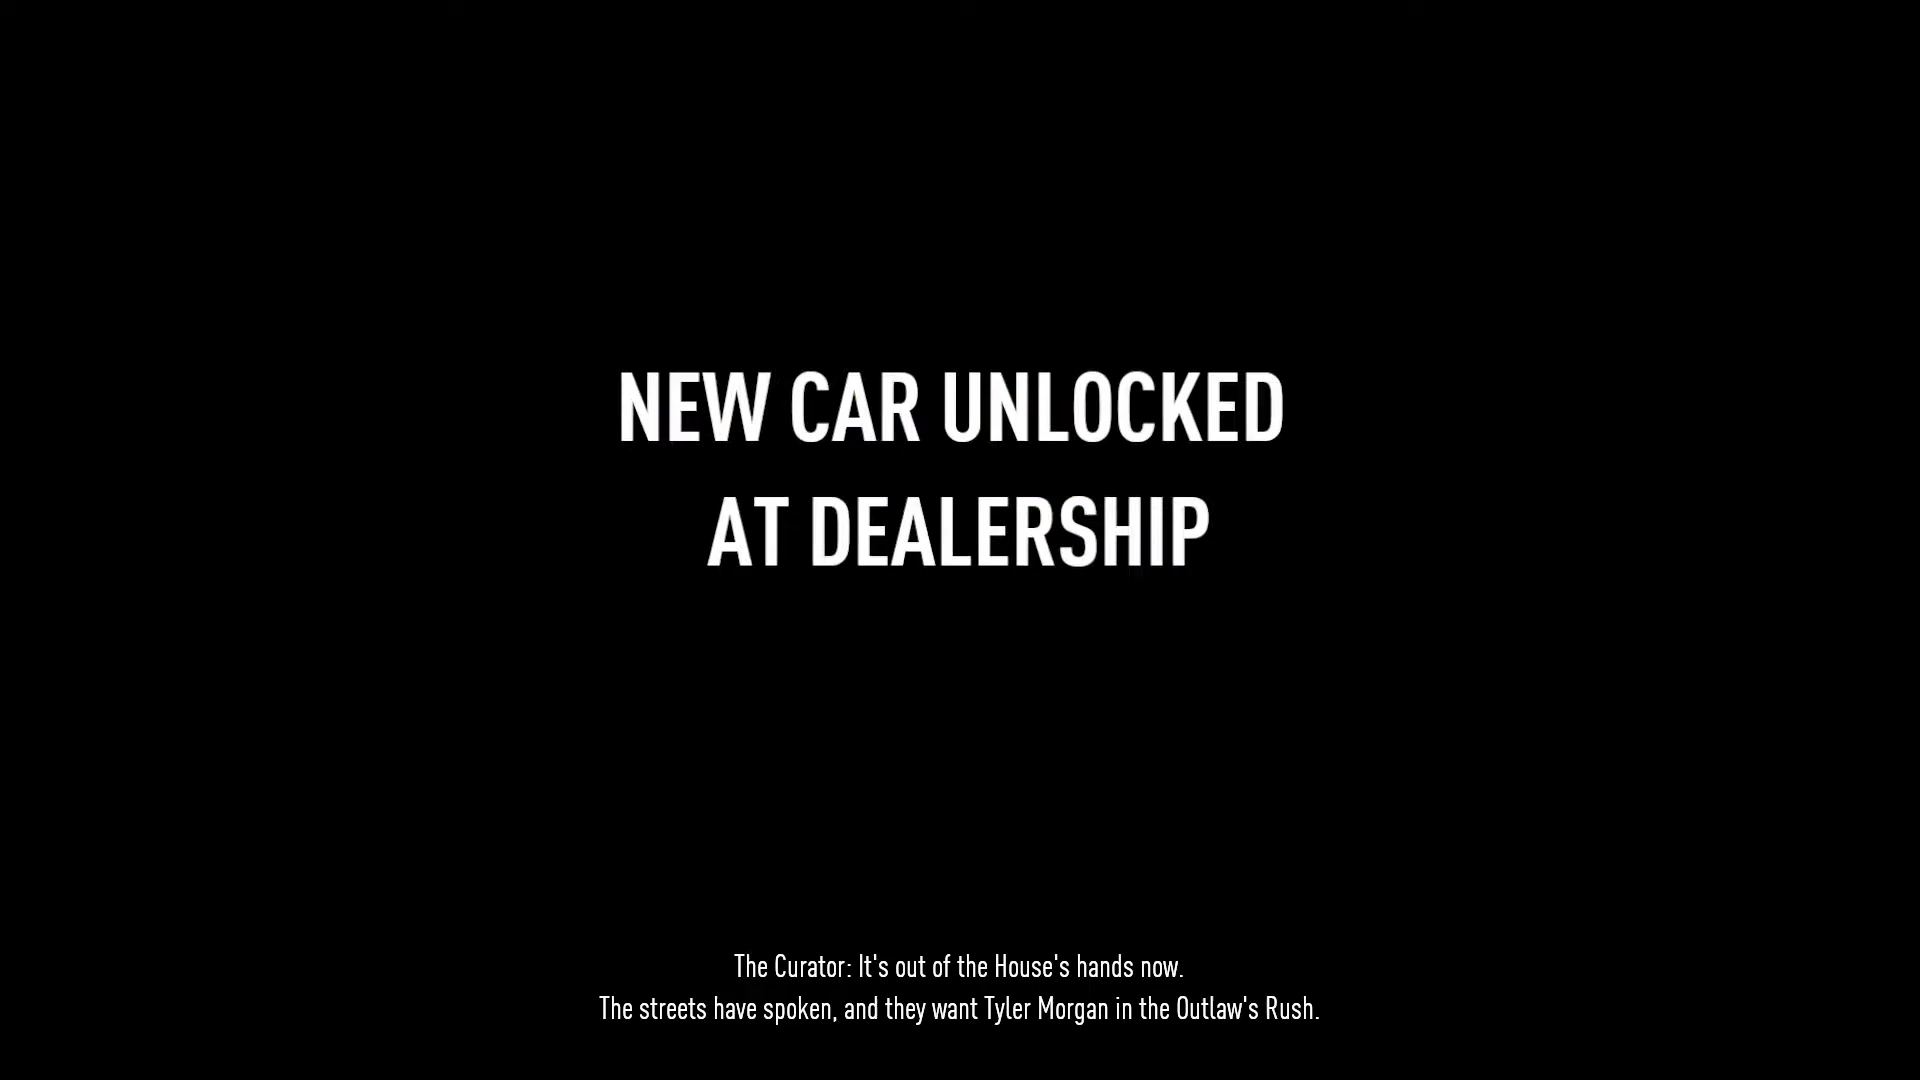 NEW CAR UNLOCKED
AT DEALERSHIP
The Curator: It's out of the House's hands now.
The streets have spoken, and they want Tyler Morgan in the Outlaw's Rush.